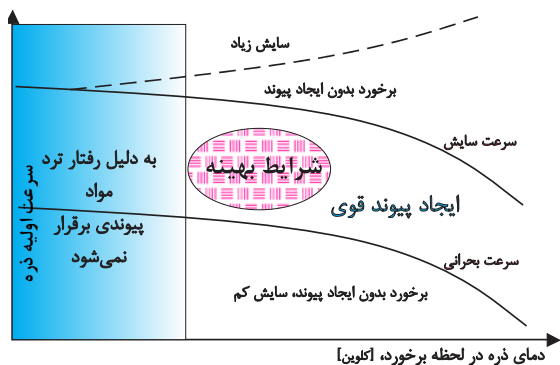 سایش زیاد
برخورد بدون ایجاد پیوند
سرعت سایش
شرایط بهینه
به دلیل رفتار ترد
مواد
پیوندی برقرار
نمی‌شود
ایجاد پیوند قوی
سرعت بحرانی
برخورد بدون ایجاد پیوند، سایش کم
سرعت اولیه ذره
دمای ذره در لحظه برخورد، [کلوین]